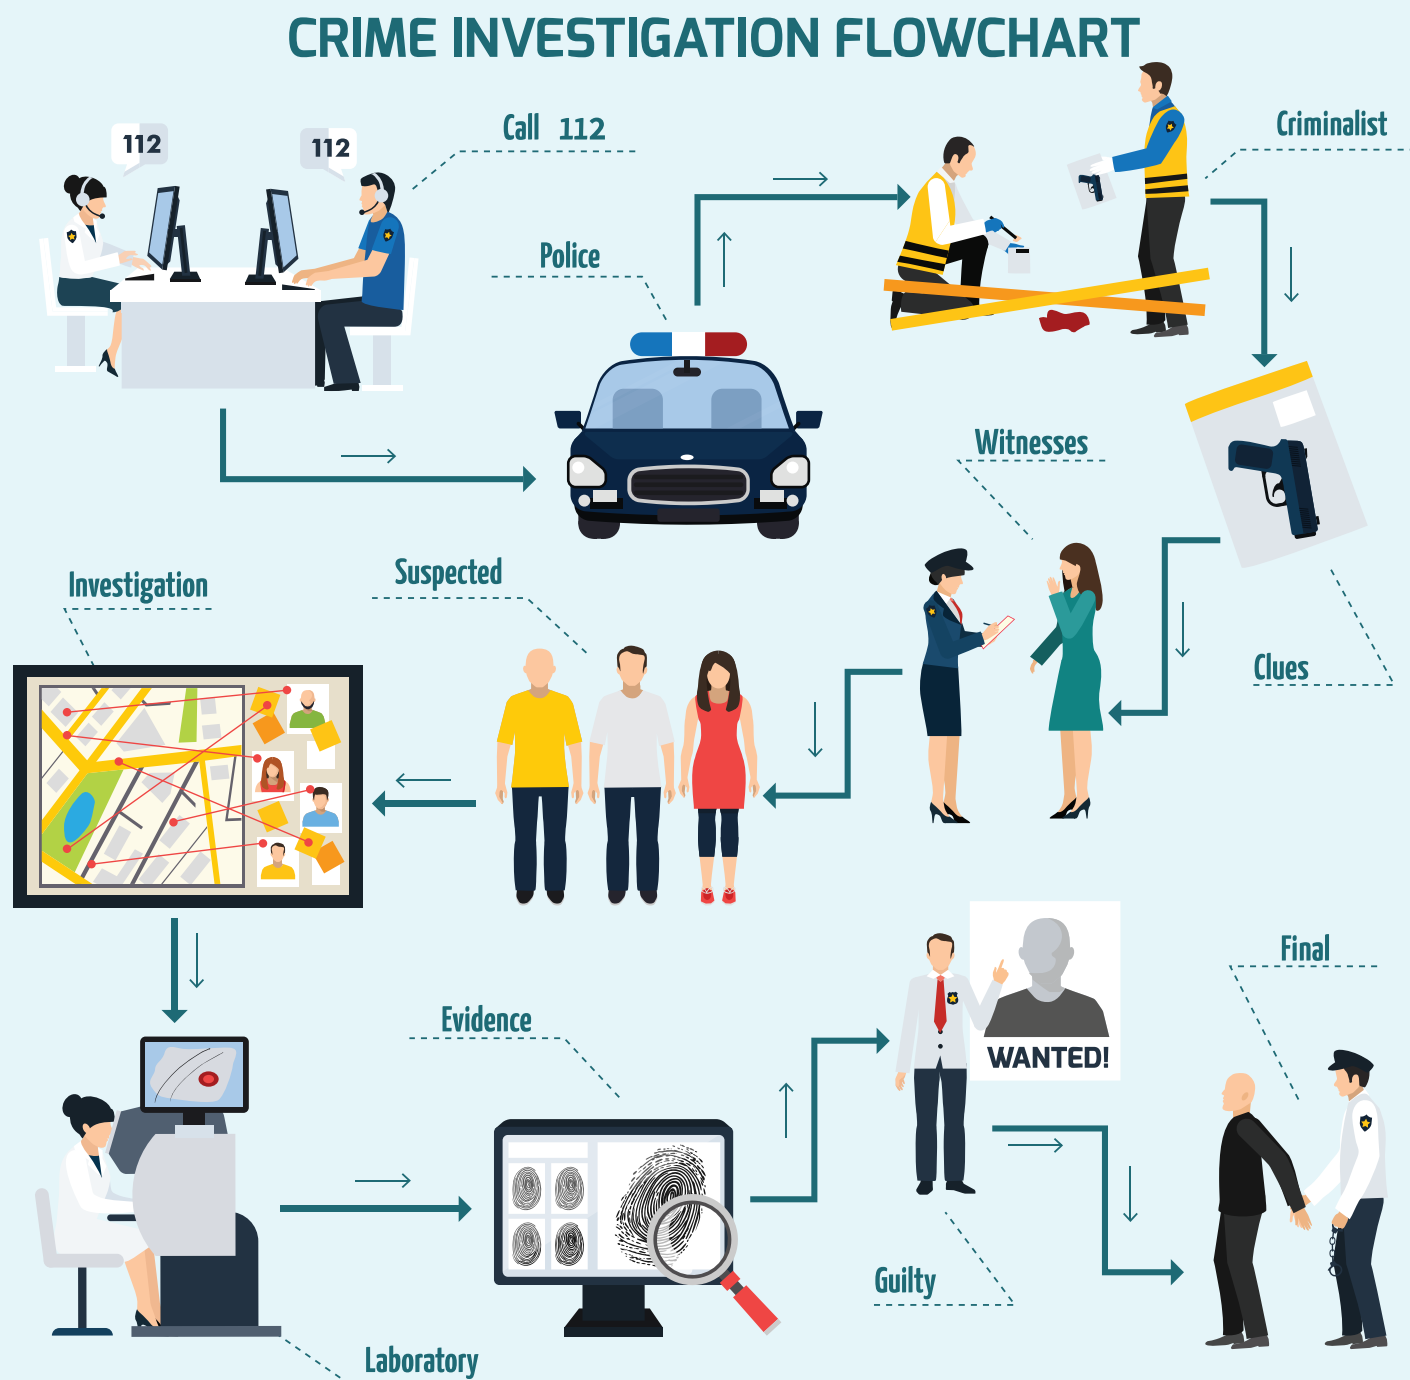 CRIME INVESTIGATION FLOWCHART
112
112
Call 112
Criminalist
Police
Witnesses
Suspected
Investigation
Clues
Final
Evidence
WANTED!
Guilty
Laboratory